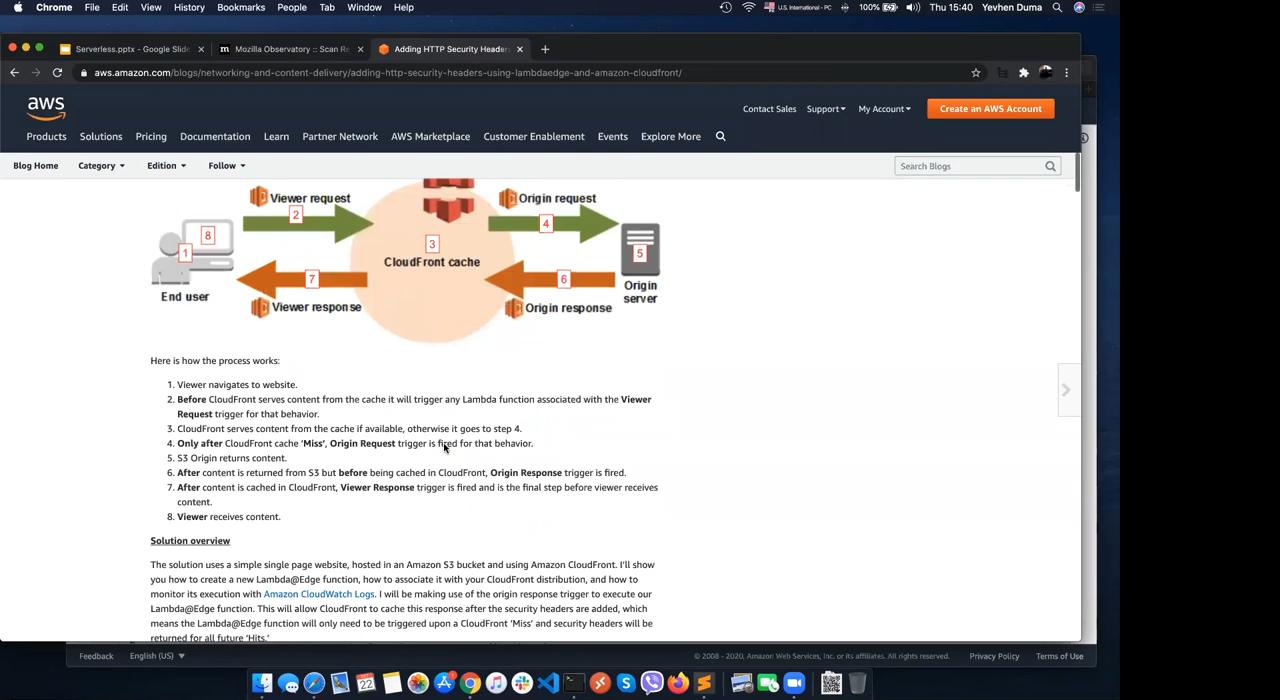 Chrome File Edit View History Bookmarks People Tab Window Help
U.S. International - PC 100% Thu 15:40 Yevhen Duma
Serverless.pptx - Google Slide
Mozilla Observatory :: Scan Re
Adding HTTP Security Header
aws.amazon.com/blogs/networking-and-content-delivery/adding-http-security-headers-using-lambdaedge-and-amazon-cloudfront/
aws
Contact Sales Support My Account Create an AWS Account
Products Solutions Pricing Documentation Learn Partner Network AWS Marketplace Customer Enablement Events Explore More
Blog Home Category Edition Follow Search Blogs
Viewer request Origin request
2 4
8
1 3 5
CloudFront cache
7 6
End user Origin server
Viewer response Origin response
Here is how the process works:
1. Viewer navigates to website.
2. Before CloudFront serves content from the cache it will trigger any Lambda function associated with the Viewer
Request trigger for that behavior.
3. CloudFront serves content from the cache if available, otherwise it goes to step 4.
4. Only after CloudFront cache ‘Miss’, Origin Request trigger is fired for that behavior.
5. S3 Origin returns content.
6. After content is returned from S3 but before being cached in CloudFront, Origin Response trigger is fired.
7. After content is cached in CloudFront, Viewer Response trigger is fired and is the final step before viewer receives
content.
8. Viewer receives content.
Solution overview
The solution uses a simple single page website, hosted in an Amazon S3 bucket and using Amazon CloudFront. I’ll show
you how to create a new Lambda@Edge function, how to associate it with your CloudFront distribution, and how to
monitor its execution with Amazon CloudWatch Logs. I will be making use of the origin response trigger to execute our
Lambda@Edge function. This will allow CloudFront to cache this response after the security headers are added, which
means the Lambda@Edge function will only need to be triggered upon a CloudFront ‘Miss’ and security headers will be
returned for all future ‘Hits.’
Feedback English (US) © 2008 - 2020, Amazon Web Services, Inc. or its affiliates. All rights reserved. Privacy Policy Terms of Use
22